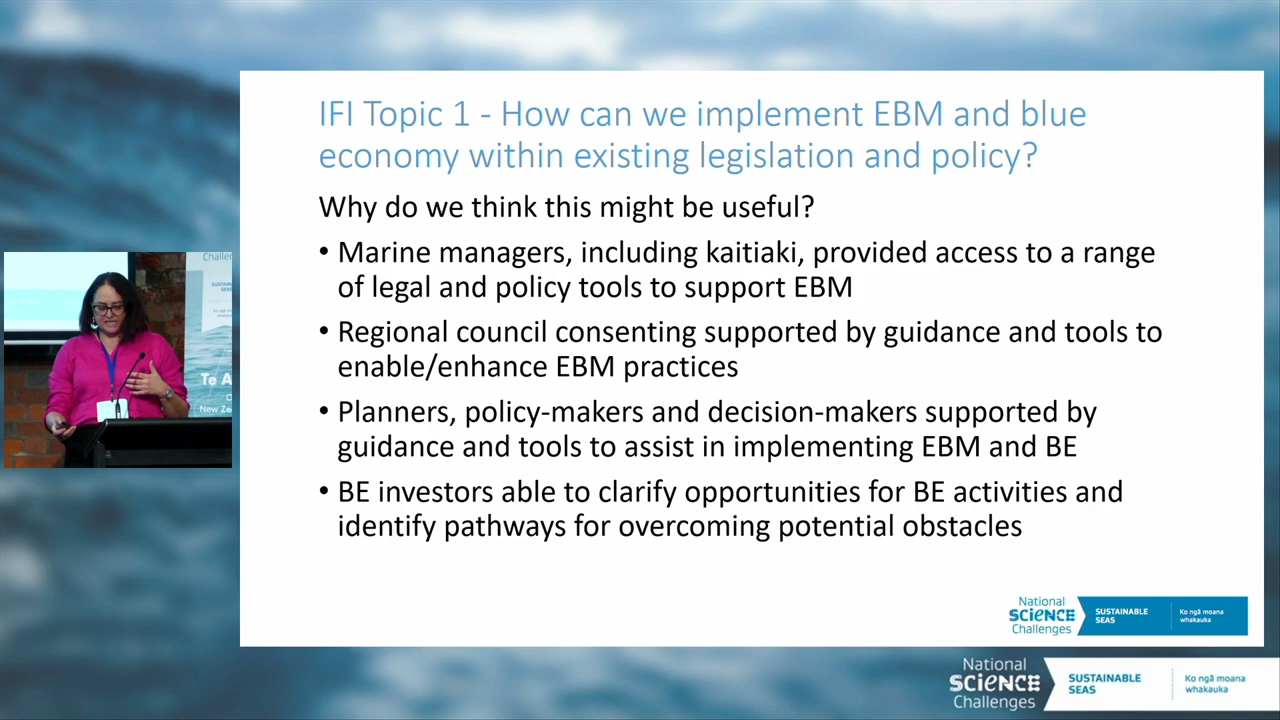 IFI Topic 1 - How can we implement EBM and blue
economy within existing legislation and policy?
Why do we think this might be useful?
• Marine managers, including kaitiaki, provided access to a range
of legal and policy tools to support EBM
• Regional council consenting supported by guidance and tools to
enable/enhance EBM practices
• Planners, policy-makers and decision-makers supported by
guidance and tools to assist in implementing EBM and BE
• BE investors able to clarify opportunities for BE activities and
identify pathways for overcoming potential obstacles
National
SCIENCE
Challenges
SUSTAINABLE
SEAS
Ko ngā moana
whakauka
National
SCIENCE
Challenges
SUSTAINABLE
SEAS
Ko ngā moana
whakauka
Te A
New Ze